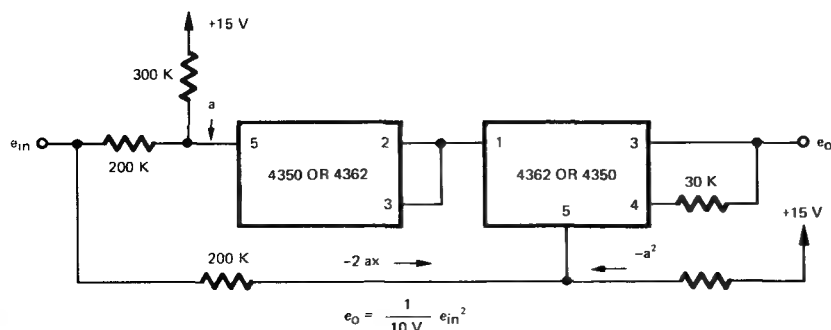 +15 V
300 K
a
e_in
200 K
5
4350 OR 4362
2
3
1
4362 OR 4350
5
3
4
30 K
e_o
+15 V
200 K
-2 ax
-a²
e_o = 1/10 V e_in²